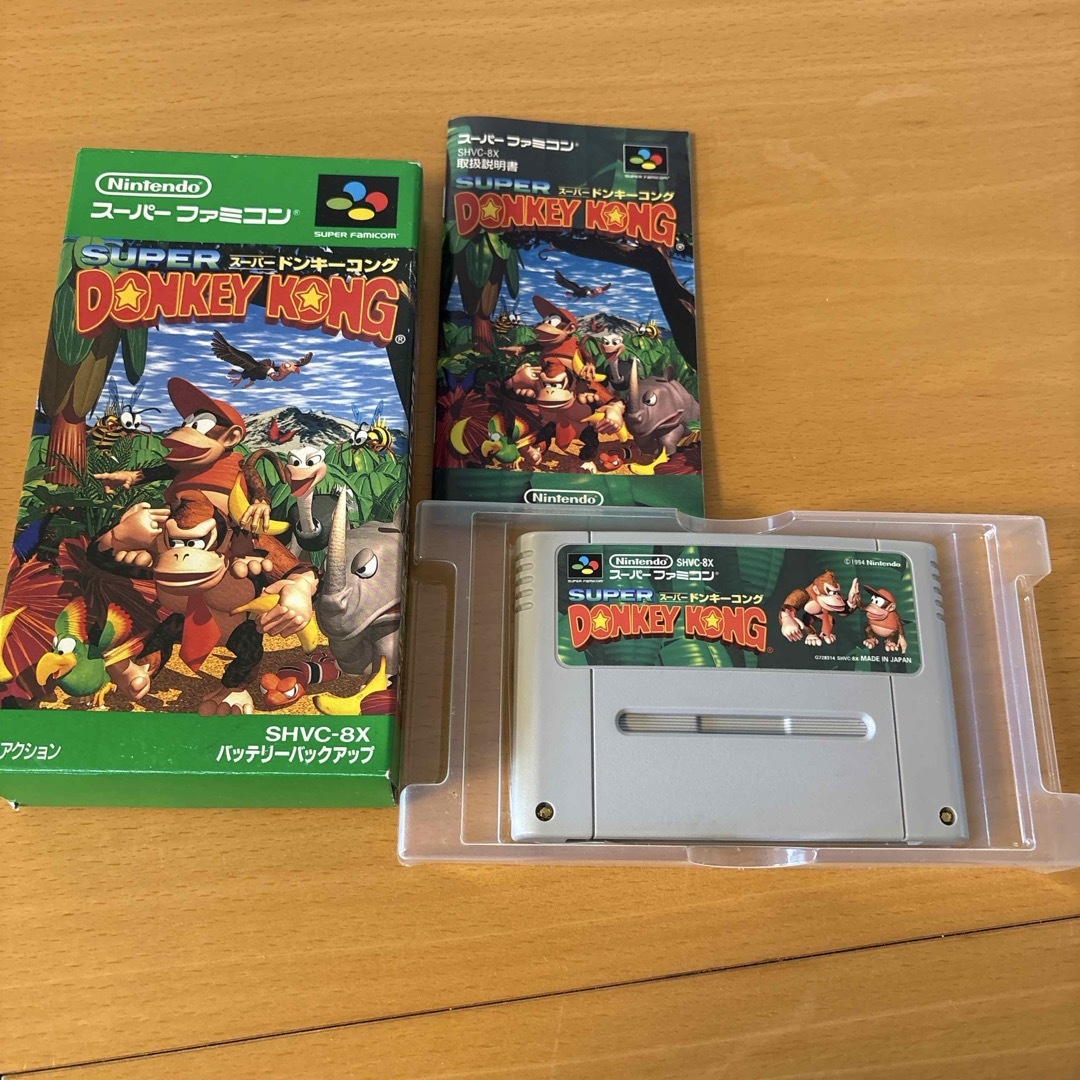 Nintendo
スーパーファミコン®
SUPER FAMICOM™
SUPER スーパードンキーコング
DONKEY KONG®
アクション
SHVC-8X
バッテリーバックアップ
スーパーファミコン®
SHVC-8X
取扱説明書
SUPER FAMICOM™
SUPER スーパードンキーコング
DONKEY KONG®
Nintendo
SUPER FAMICOM
Nintendo SHVC-8X
スーパーファミコン®
©1994 Nintendo
SUPER スーパードンキーコング
DONKEY KONG®
G728314 SHVC-8X MADE IN JAPAN